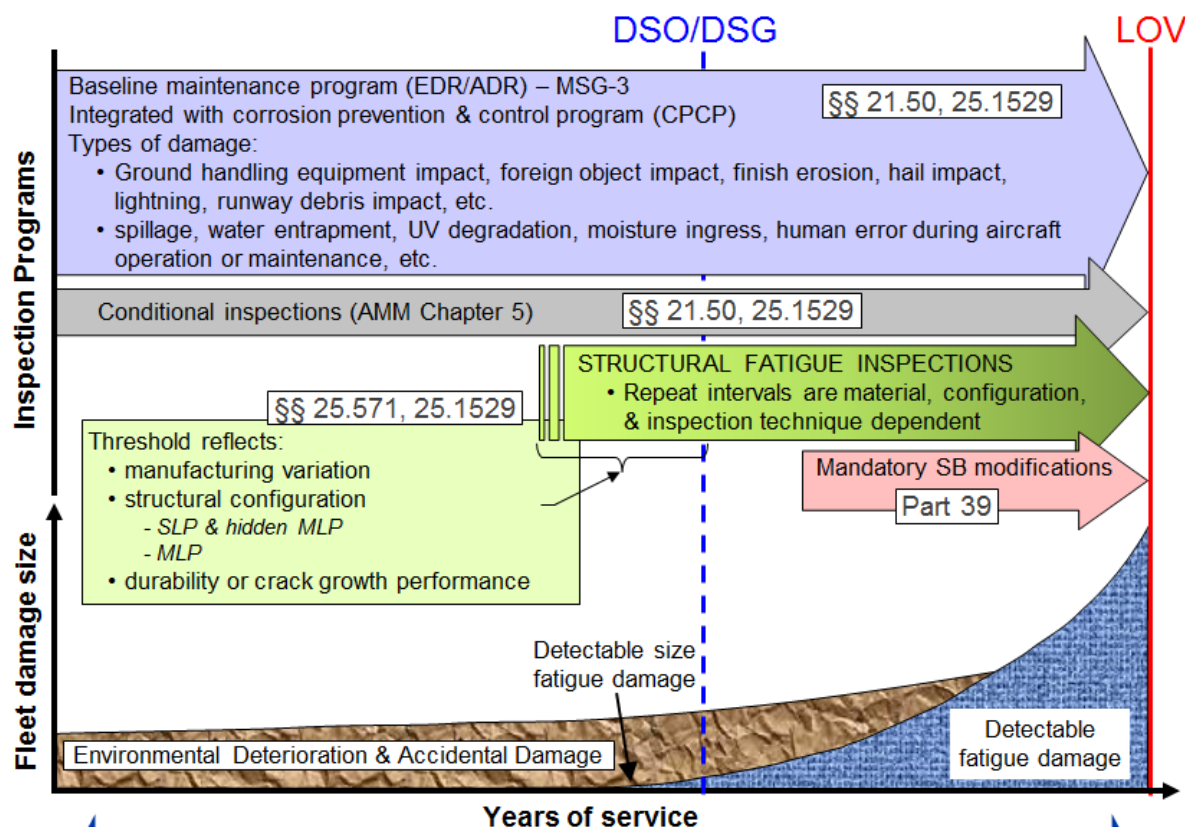 DSO/DSG
LOV
Inspection Programs
Baseline maintenance program (EDR/ADR) – MSG-3
§§ 21.50, 25.1529
Integrated with corrosion prevention & control program (CPCP)
Types of damage:
• Ground handling equipment impact, foreign object impact, finish erosion, hail impact,
lightning, runway debris impact, etc.
• spillage, water entrapment, UV degradation, moisture ingress, human error during aircraft
operation or maintenance, etc.
Conditional inspections (AMM Chapter 5)
§§ 21.50, 25.1529
STRUCTURAL FATIGUE INSPECTIONS
• Repeat intervals are material, configuration,
& inspection technique dependent
§§ 25.571, 25.1529
Threshold reflects:
• manufacturing variation
• structural configuration
- SLP & hidden MLP
- MLP
• durability or crack growth performance
Mandatory SB modifications
Part 39
Fleet damage size
Detectable size
fatigue damage
Environmental Deterioration & Accidental Damage
Detectable
fatigue damage
Years of service